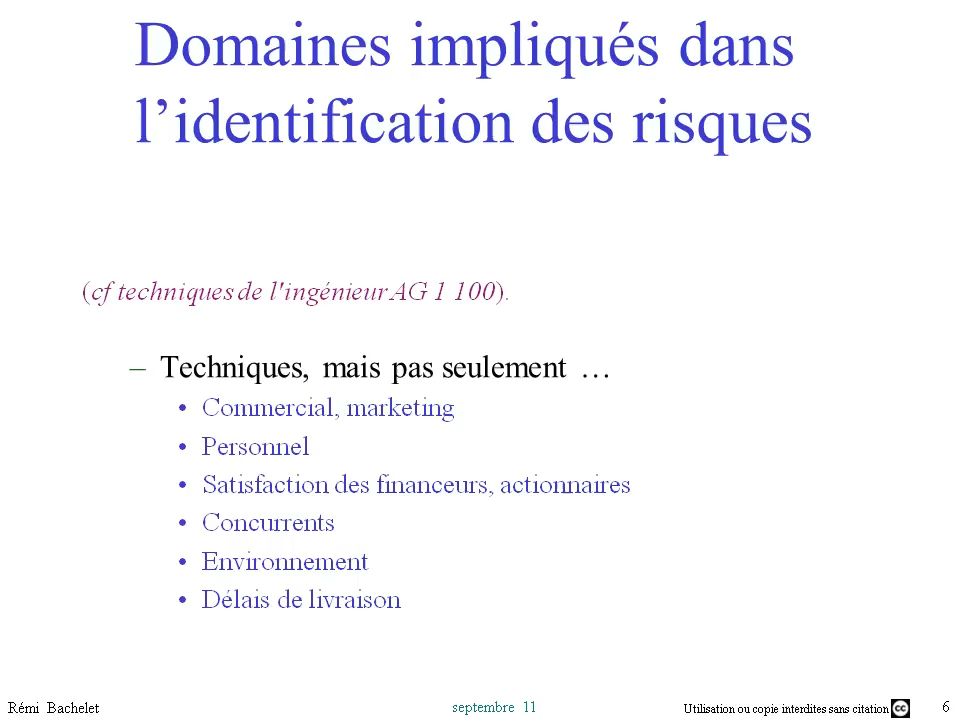 Domaines impliqués dans
l’identification des risques
(cf techniques de l'ingénieur AG 1 100).
– Techniques, mais pas seulement …
• Commercial, marketing
• Personnel
• Satisfaction des financeurs, actionnaires
• Concurrents
• Environnement
• Délais de livraison
Rémi Bachelet septembre 11 Utilisation ou copie interdites sans citation cc 6